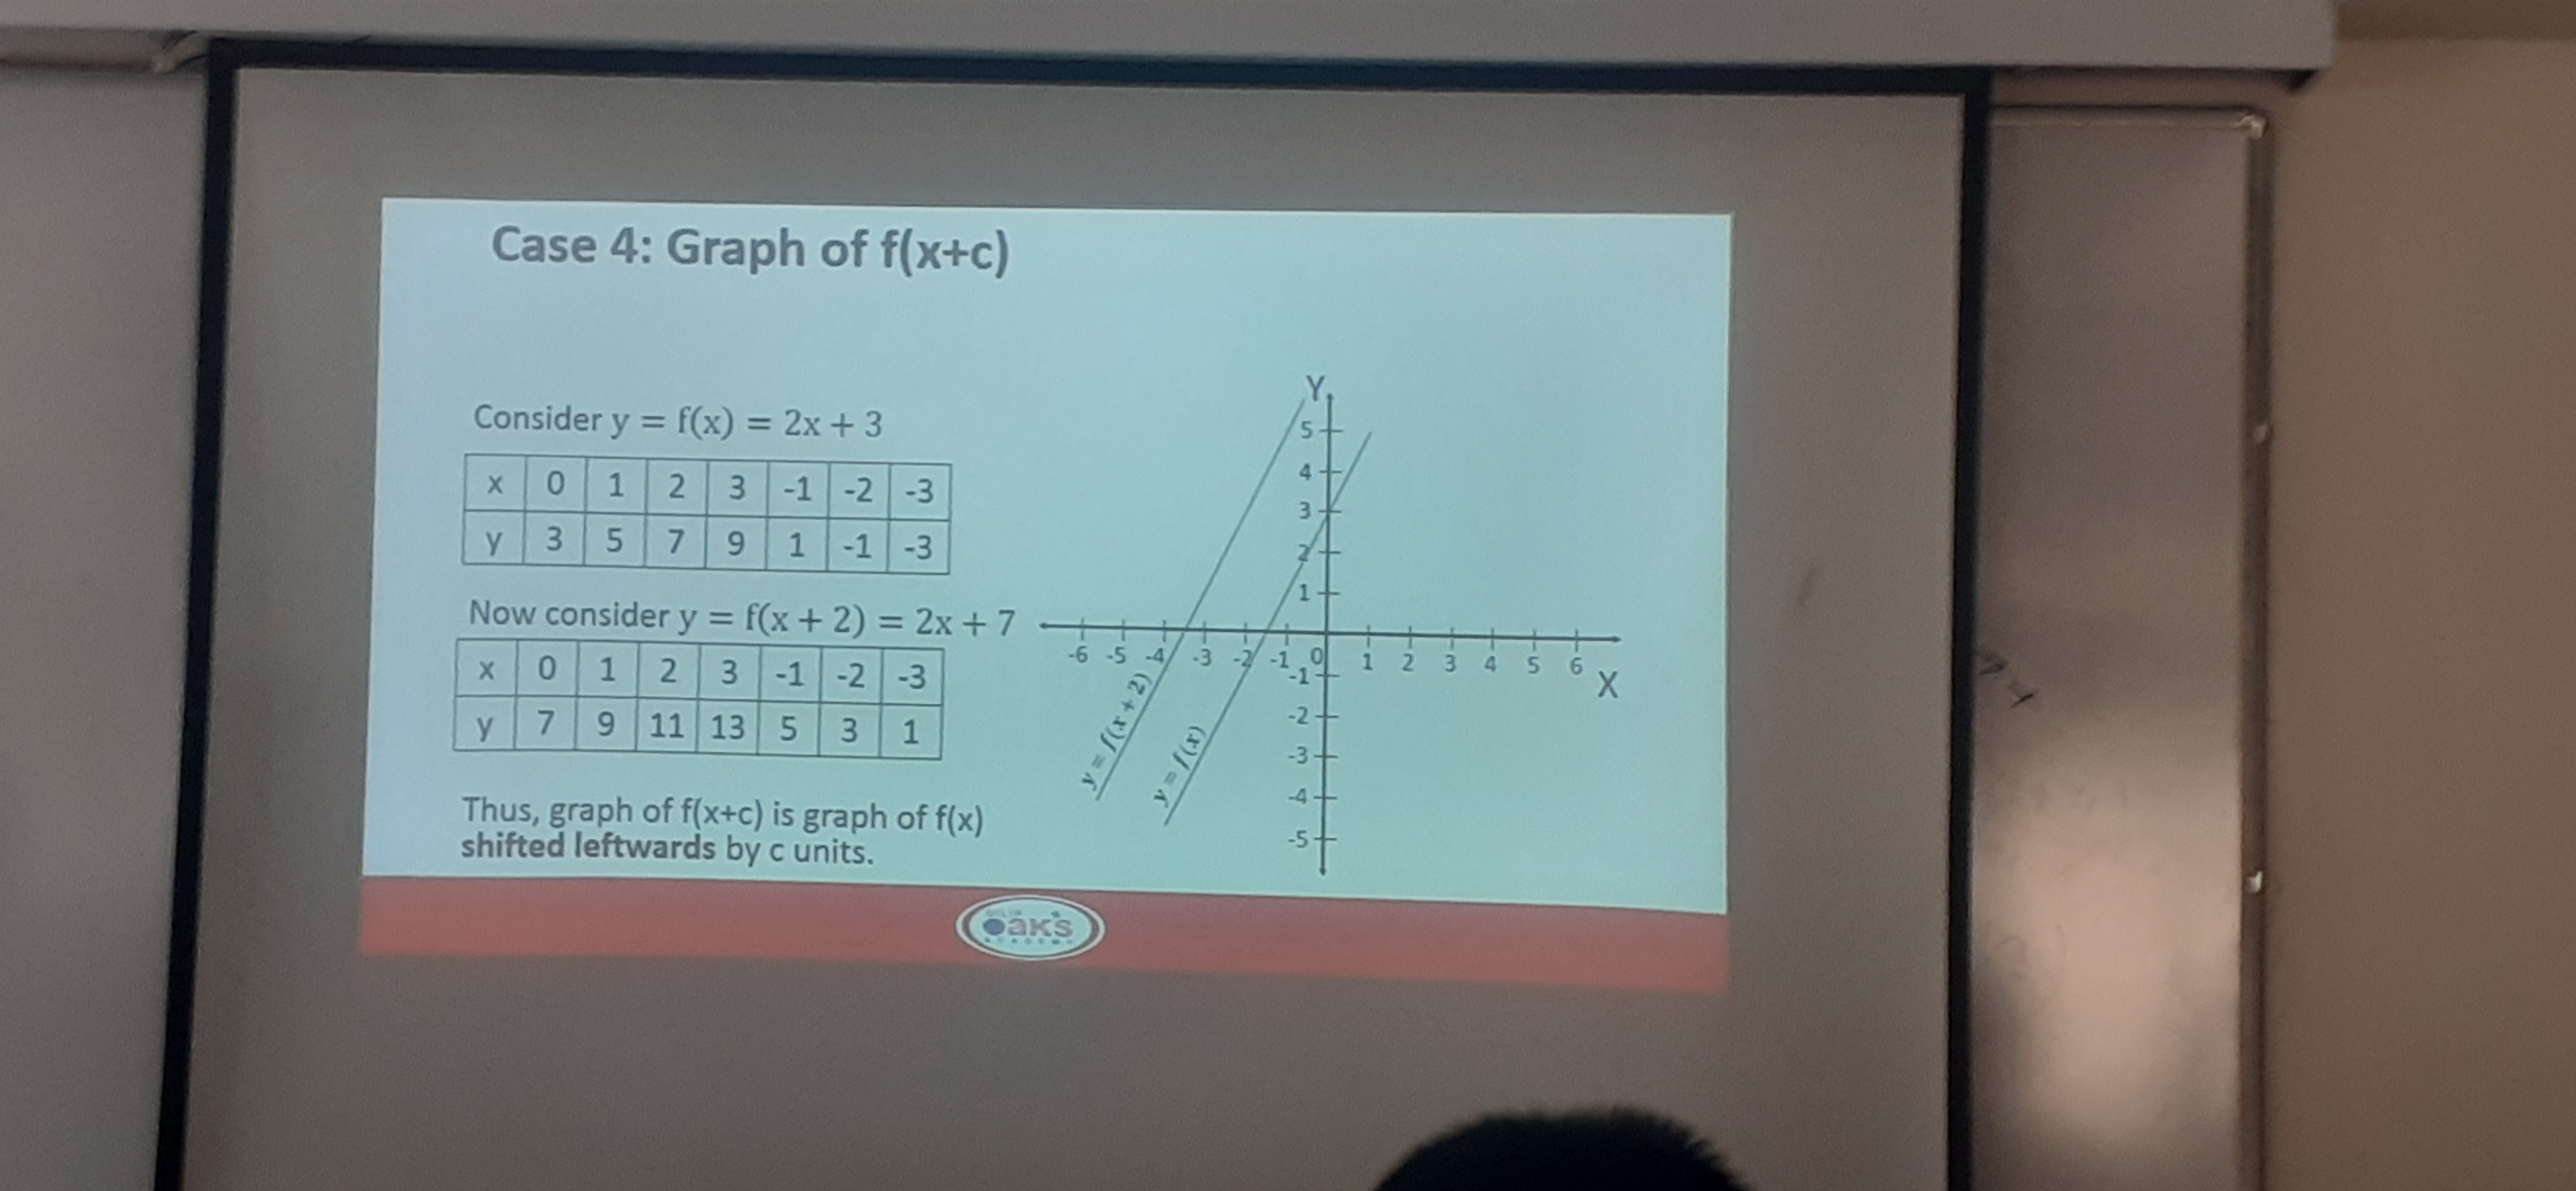 Case 4: Graph of f(x+c)
Consider y = f(x) = 2x + 3
x 0 1 2 3 -1 -2 -3
y 3 5 7 9 1 -1 -3
Now consider y = f(x + 2) = 2x + 7
x 0 1 2 3 -1 -2 -3
y 7 9 11 13 5 3 1
Thus, graph of f(x+c) is graph of f(x)
shifted leftwards by c units.
Y
5
4
3
2
1
-6 -5 -4 -3 -2 -1 0 1 2 3 4 5 6 X
-1
-2
-3
-4
-5
y = f(x + 2)
y = f(x)
OAK'S
ACADEMY